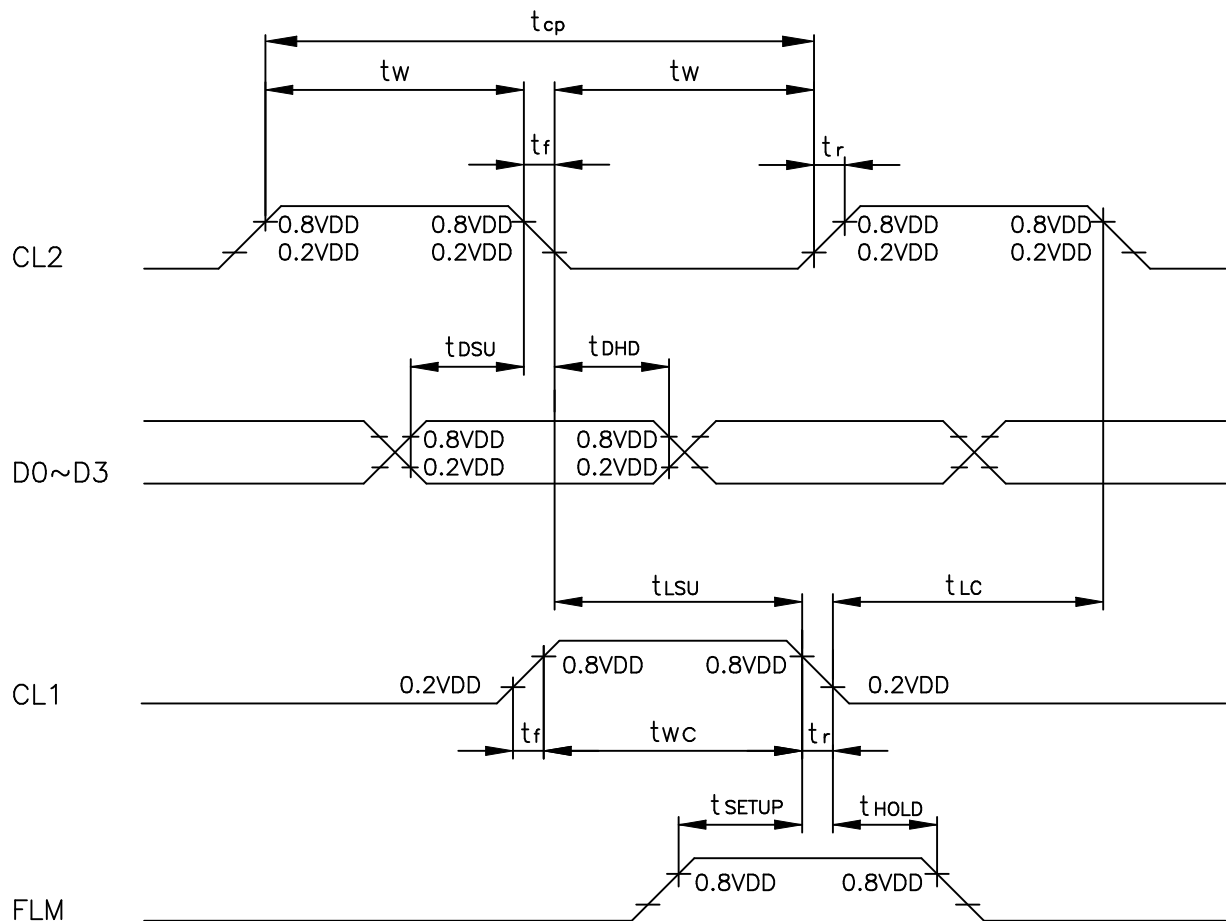 tcp
tw tw
tf tr
0.8VDD 0.8VDD 0.8VDD 0.8VDD
CL2 0.2VDD 0.2VDD 0.2VDD 0.2VDD
tDSU tDHD
0.8VDD 0.8VDD
D0~D3 0.2VDD 0.2VDD
tLSU tLC
0.8VDD 0.8VDD
CL1 0.2VDD 0.2VDD
tf twc tr
tSETUP tHOLD
0.8VDD 0.8VDD
FLM